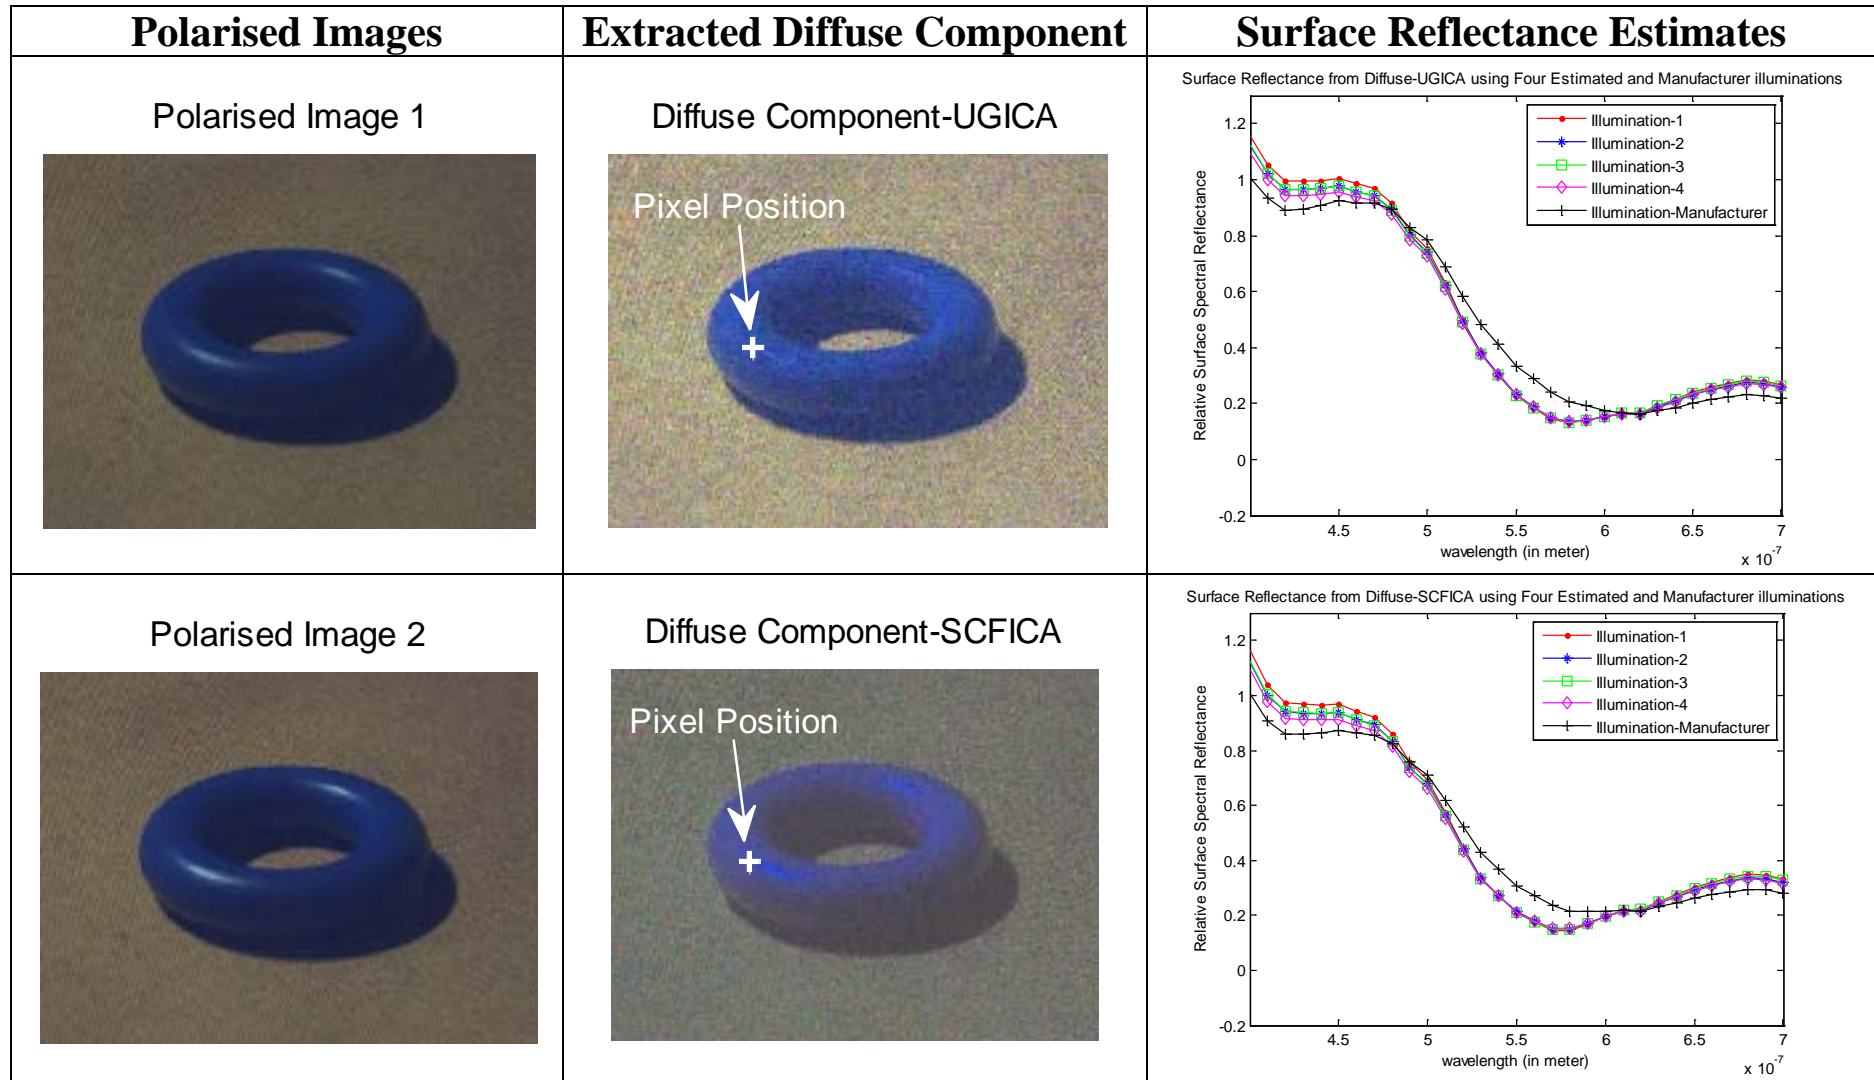 Polarised Images
Extracted Diffuse Component
Surface Reflectance Estimates
Polarised Image 1
Diffuse Component-UGICA
Pixel Position
Surface Reflectance from Diffuse-UGICA using Four Estimated and Manufacturer illuminations
Relative Surface Spectral Reflectance
1.2
1
0.8
0.6
0.4
0.2
0
-0.2
Illumination-1
Illumination-2
Illumination-3
Illumination-4
Illumination-Manufacturer
4.5 5 5.5 6 6.5 7
wavelength (in meter)
x 10⁻⁷
Polarised Image 2
Diffuse Component-SCFICA
Pixel Position
Surface Reflectance from Diffuse-SCFICA using Four Estimated and Manufacturer illuminations
Relative Surface Spectral Reflectance
1.2
1
0.8
0.6
0.4
0.2
0
-0.2
Illumination-1
Illumination-2
Illumination-3
Illumination-4
Illumination-Manufacturer
4.5 5 5.5 6 6.5 7
wavelength (in meter)
x 10⁻⁷